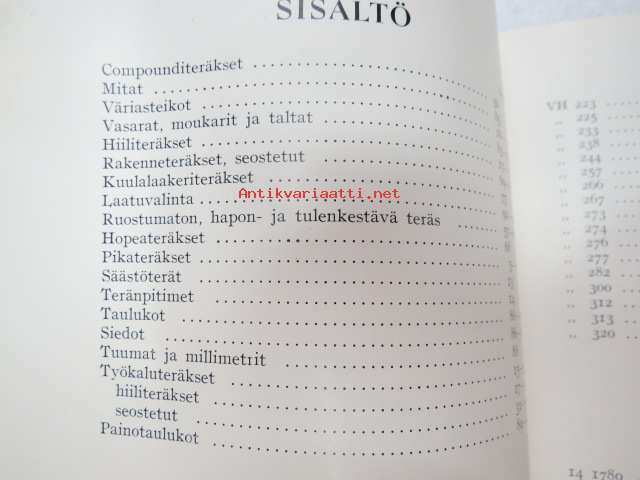 SISÄLTÖ
Compounditeräkset
Mitat
Väriasteikot
Vasarat, moukarit ja taltat
Hiiliteräkset
Rakenneteräkset, seostetut
Kuulalaakeriteräkset
Laatuvalinta
Antikvariaatti.net
Ruostumaton, hapon- ja tulenkestävä teräs
Hopeateräkset
Pikateräkset
Säästöterät
Teränpitimet
Taulukot
Siedot
Tuumat ja millimetrit
Työkaluteräkset
hiiliteräkset
seostetut
Painotaulukot
VH 223
„ 225
„ 233
„ 238
„ 244
„ 257
„ 266
„ 267
„ 273
„ 274
„ 276
„ 277
„ 282
„ 300
„ 312
„ 313
„ 320
14 1789